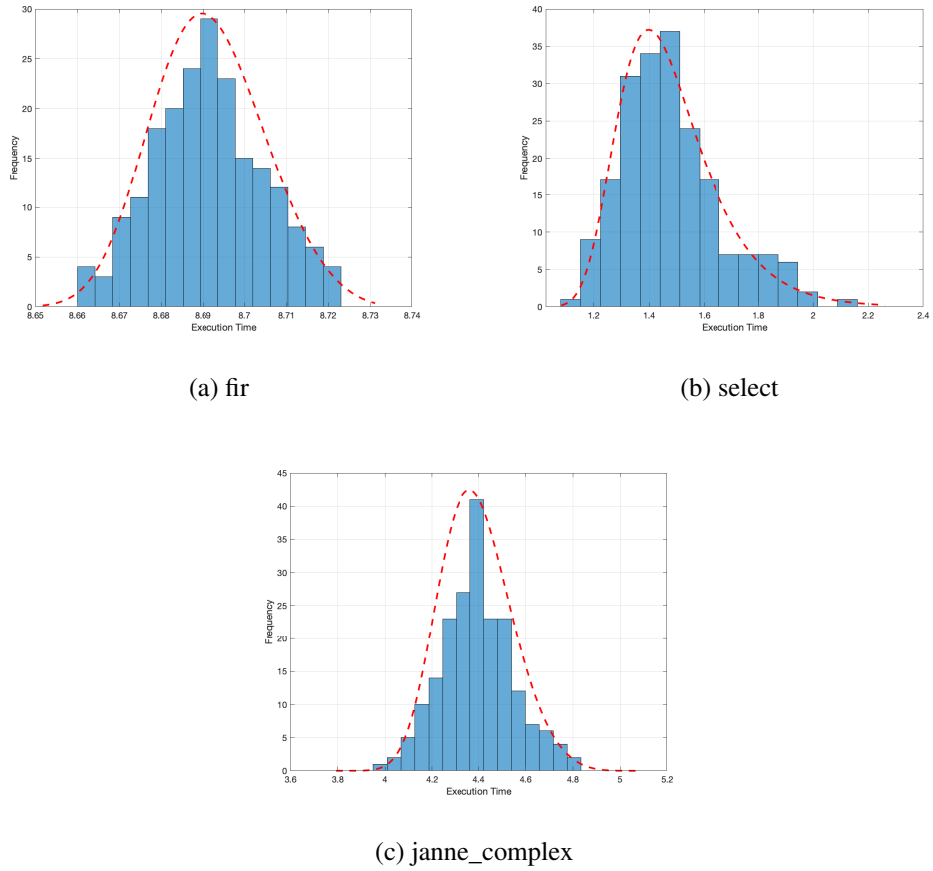 30
25
20
15
10
5
0
Frequency
8.65 8.66 8.67 8.68 8.69 8.7 8.71 8.72 8.73 8.74
Execution Time
(a) fir
40
35
30
25
20
15
10
5
0
Frequency
1.2 1.4 1.6 1.8 2 2.2 2.4
Execution Time
(b) select
45
40
35
30
25
20
15
10
5
0
Frequency
3.6 3.8 4 4.2 4.4 4.6 4.8 5 5.2
Execution Time
(c) janne_complex